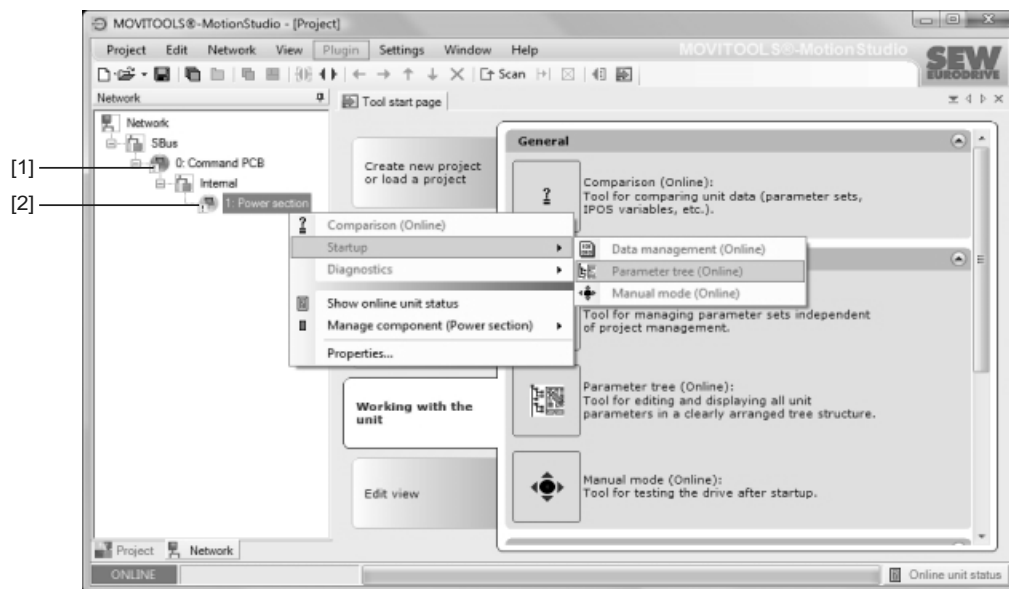 MOVITOOLS®-MotionStudio - [Project]
Project Edit Network View Plugin Settings Window Help
MOVITOOLS®-MotionStudio
SEW
EURODRIVE
Scan
Network
Tool start page
Network
SBus
[1]
0: Command PCB
Internal
[2]
1: Power section
Comparison (Online)
Startup
Diagnostics
Show online unit status
Manage component (Power section)
Properties...
Data management (Online)
Parameter tree (Online)
Manual mode (Online)
Create new project
or load a project
Working with the
unit
Edit view
General
Comparison (Online):
Tool for comparing unit data (parameter sets,
IPOS variables, etc.).
Tool for managing parameter sets independent
of project management.
Parameter tree (Online):
Tool for editing and displaying all unit
parameters in a clearly arranged tree structure.
Manual mode (Online):
Tool for testing the drive after startup.
Project Network
ONLINE
Online unit status